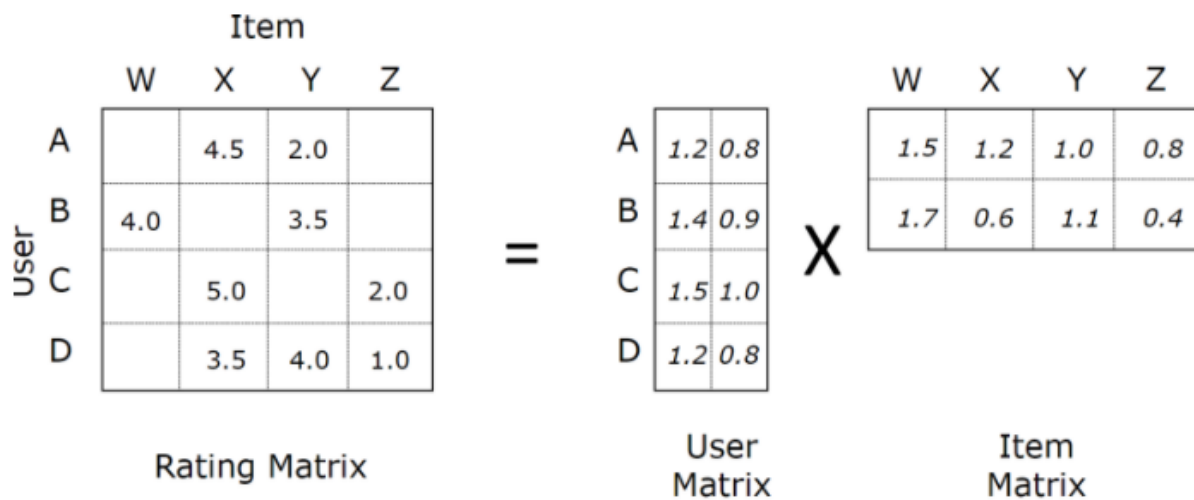 Item
W X Y Z W X Y Z
A 4.5 2.0 A 1.2 0.8 1.5 1.2 1.0 0.8
B 4.0 3.5 B 1.4 0.9 1.7 0.6 1.1 0.4
User
= X
C 5.0 2.0 C 1.5 1.0
D 3.5 4.0 1.0 D 1.2 0.8
Rating Matrix
User
Matrix
Item
Matrix